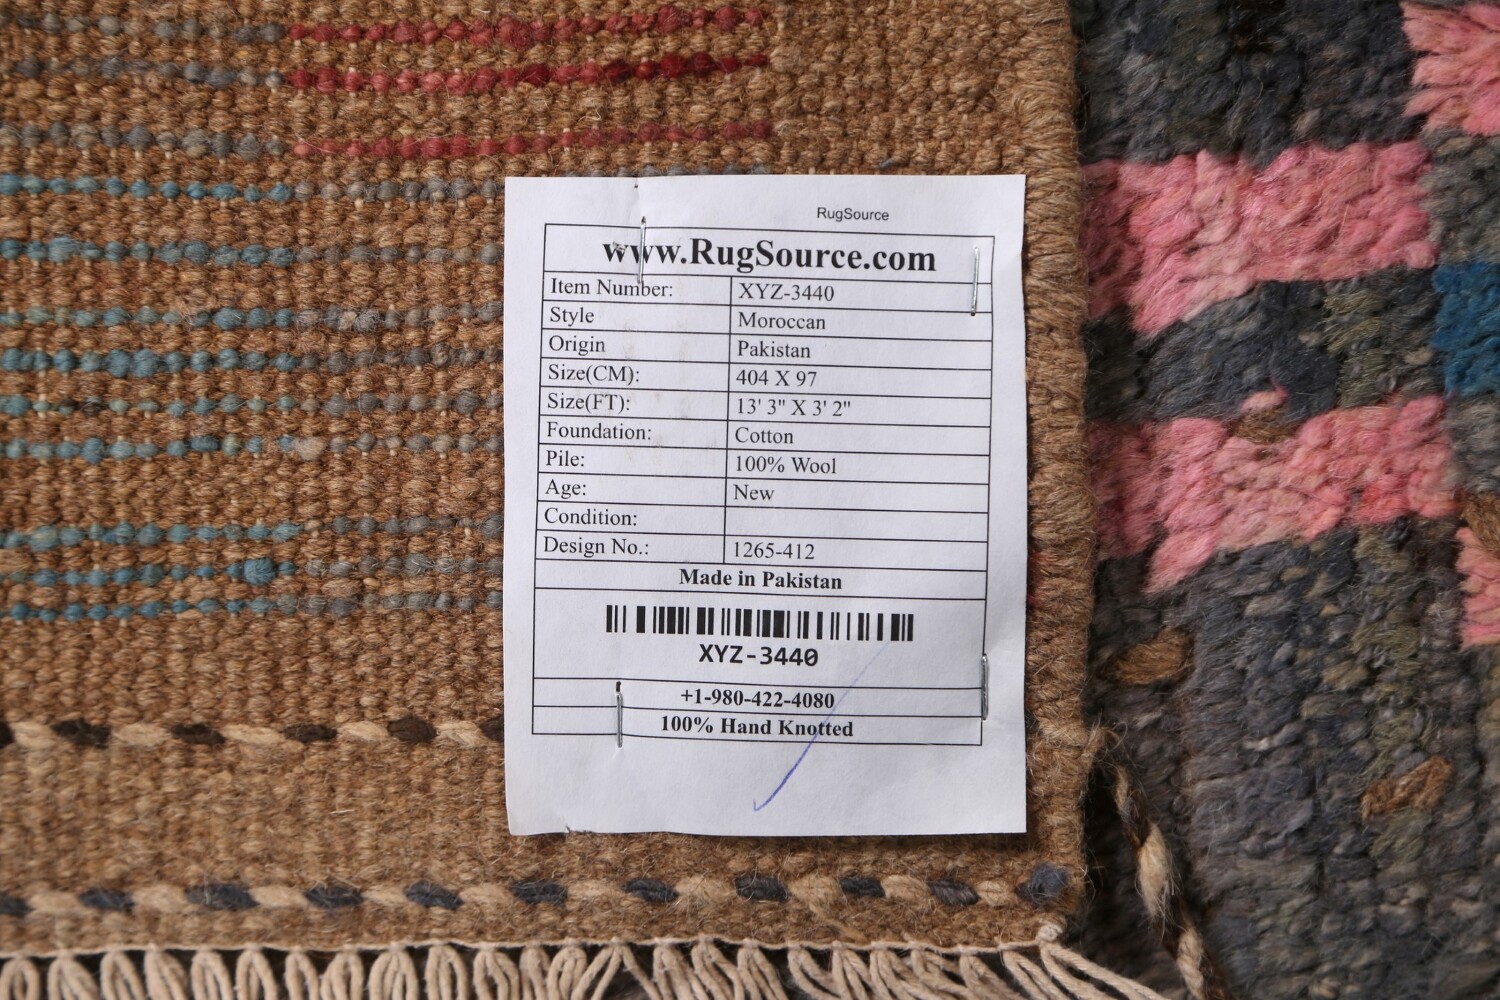 RugSource
www.RugSource.com
Item Number: XYZ-3440
Style Moroccan
Origin Pakistan
Size(CM): 404 X 97
Size(FT): 13' 3" X 3' 2"
Foundation: Cotton
Pile: 100% Wool
Age: New
Condition:
Design No.: 1265-412
Made in Pakistan
XYZ-3440
+1-980-422-4080
100% Hand Knotted